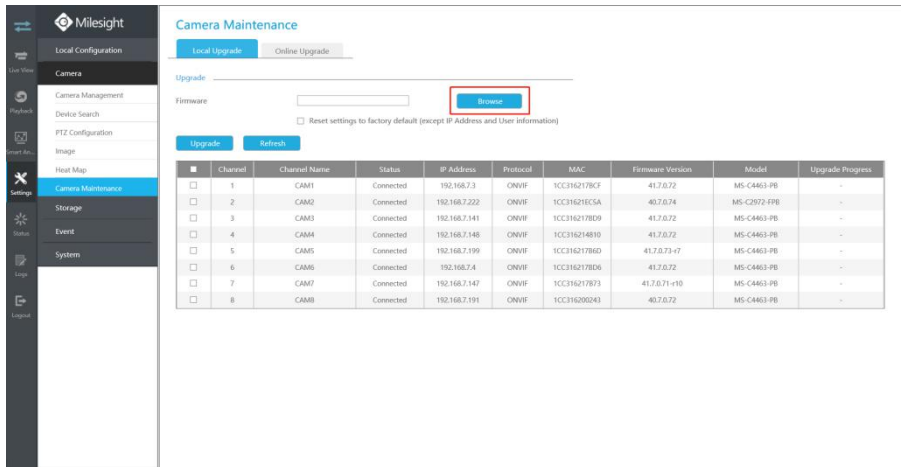 Milesight
Live View
Playback
Smart An...
Settings
Status
Logs
Logout
Local Configuration
Camera
Camera Management
Device Search
PTZ Configuration
Image
Heat Map
Camera Maintenance
Storage
Event
System
Camera Maintenance
Local Upgrade Online Upgrade
Upgrade
Firmware Browse
Reset settings to factory default (except IP Address and User information)
Upgrade Refresh
Channel Channel Name Status IP Address Protocol MAC Firmware Version Model Upgrade Progress
1 CAM1 Connected 192.168.7.3 ONVIF 1CC316217BCF 41.7.0.72 MS-C4463-PB -
2 CAM2 Connected 192.168.7.222 ONVIF 1CC31621EC5A 40.7.0.74 MS-C2972-FPB -
3 CAM3 Connected 192.168.7.141 ONVIF 1CC316217BD9 41.7.0.72 MS-C4463-PB -
4 CAM4 Connected 192.168.7.148 ONVIF 1CC316214810 41.7.0.72 MS-C4463-PB -
5 CAM5 Connected 192.168.7.199 ONVIF 1CC316217B6D 41.7.0.73-r7 MS-C4463-PB -
6 CAM6 Connected 192.168.7.4 ONVIF 1CC316217BD6 41.7.0.72 MS-C4463-PB -
7 CAM7 Connected 192.168.7.147 ONVIF 1CC316217B73 41.7.0.71-r10 MS-C4463-PB -
8 CAM8 Connected 192.168.7.191 ONVIF 1CC316200243 40.7.0.72 MS-C4463-PB -